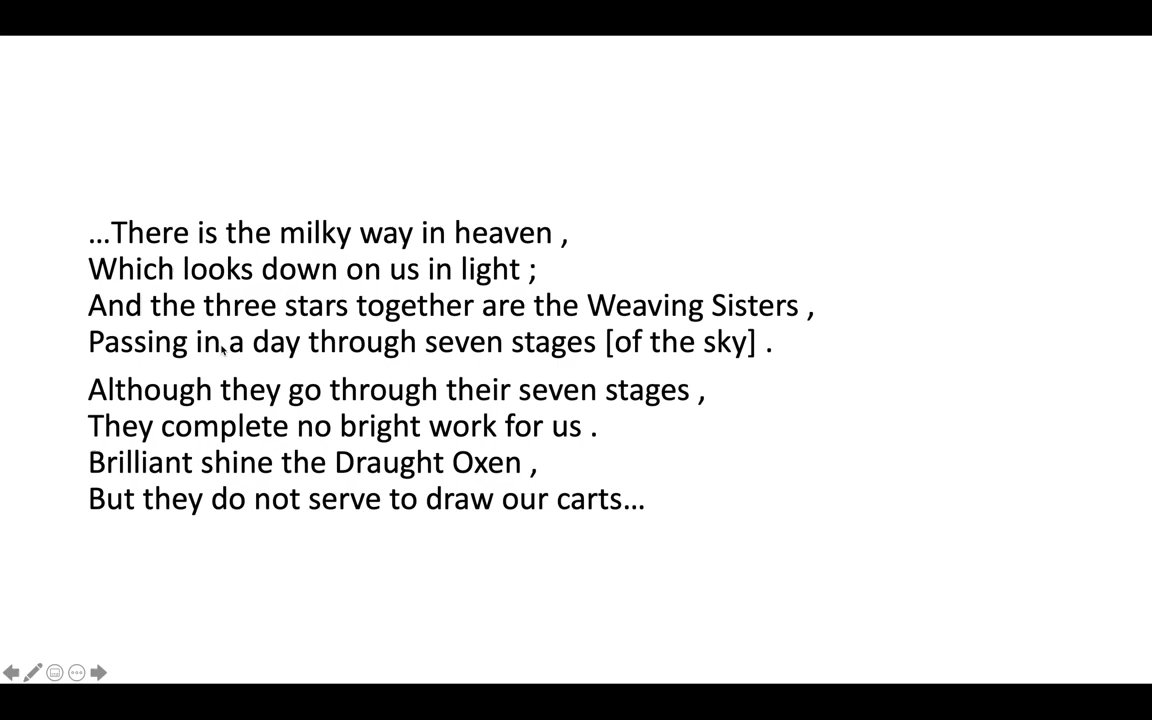 …There is the milky way in heaven ,
Which looks down on us in light ;
And the three stars together are the Weaving Sisters ,
Passing in a day through seven stages [of the sky] .
Although they go through their seven stages ,
They complete no bright work for us .
Brilliant shine the Draught Oxen ,
But they do not serve to draw our carts…